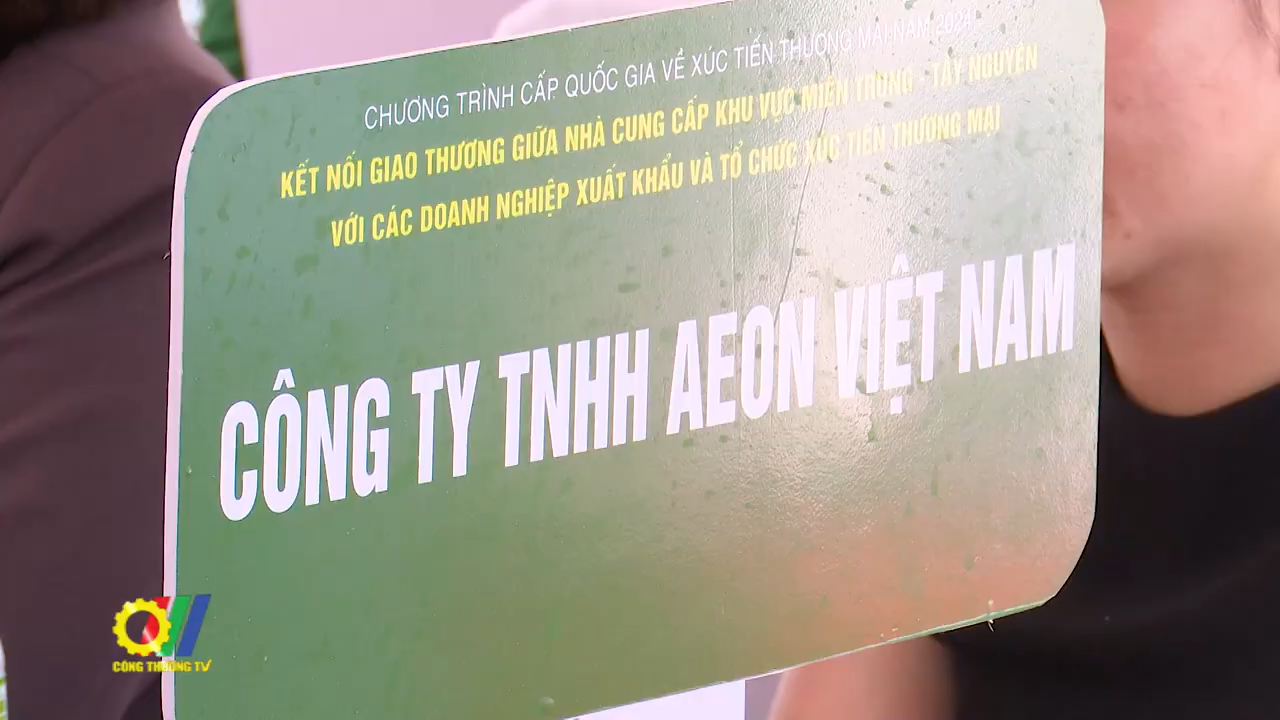 CHƯƠNG TRÌNH CẤP QUỐC GIA VỀ XÚC TIẾN THƯƠNG MẠI NĂM 2024
KẾT NỐI GIAO THƯƠNG GIỮA NHÀ CUNG CẤP KHU VỰC MIỀN TRUNG - TÂY NGUYÊN
VỚI CÁC DOANH NGHIỆP XUẤT KHẨU VÀ TỔ CHỨC XÚC TIẾN THƯƠNG MẠI
CÔNG TY TNHH AEON VIỆT NAM
CÔNG THƯƠNG TV